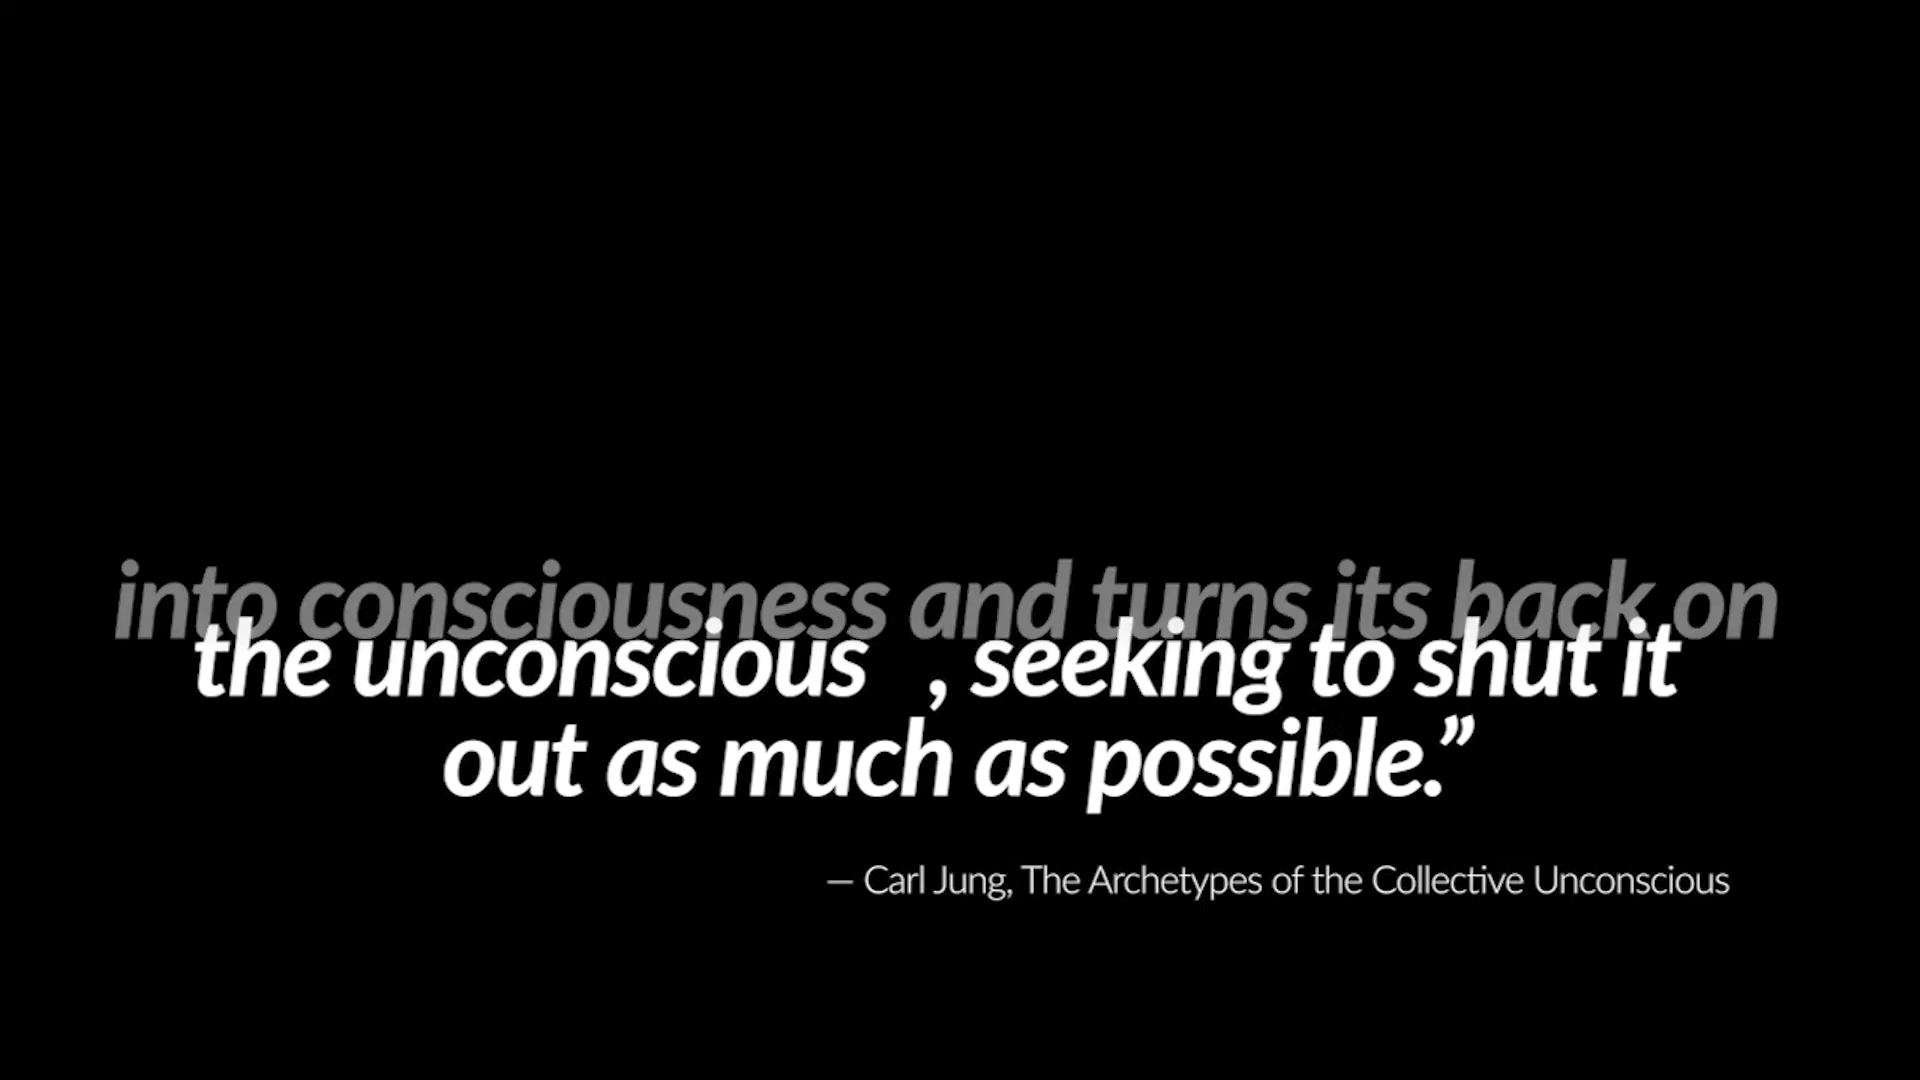 into consciousness and turns its back on
the unconscious , seeking to shut it
out as much as possible.”
— Carl Jung, The Archetypes of the Collective Unconscious